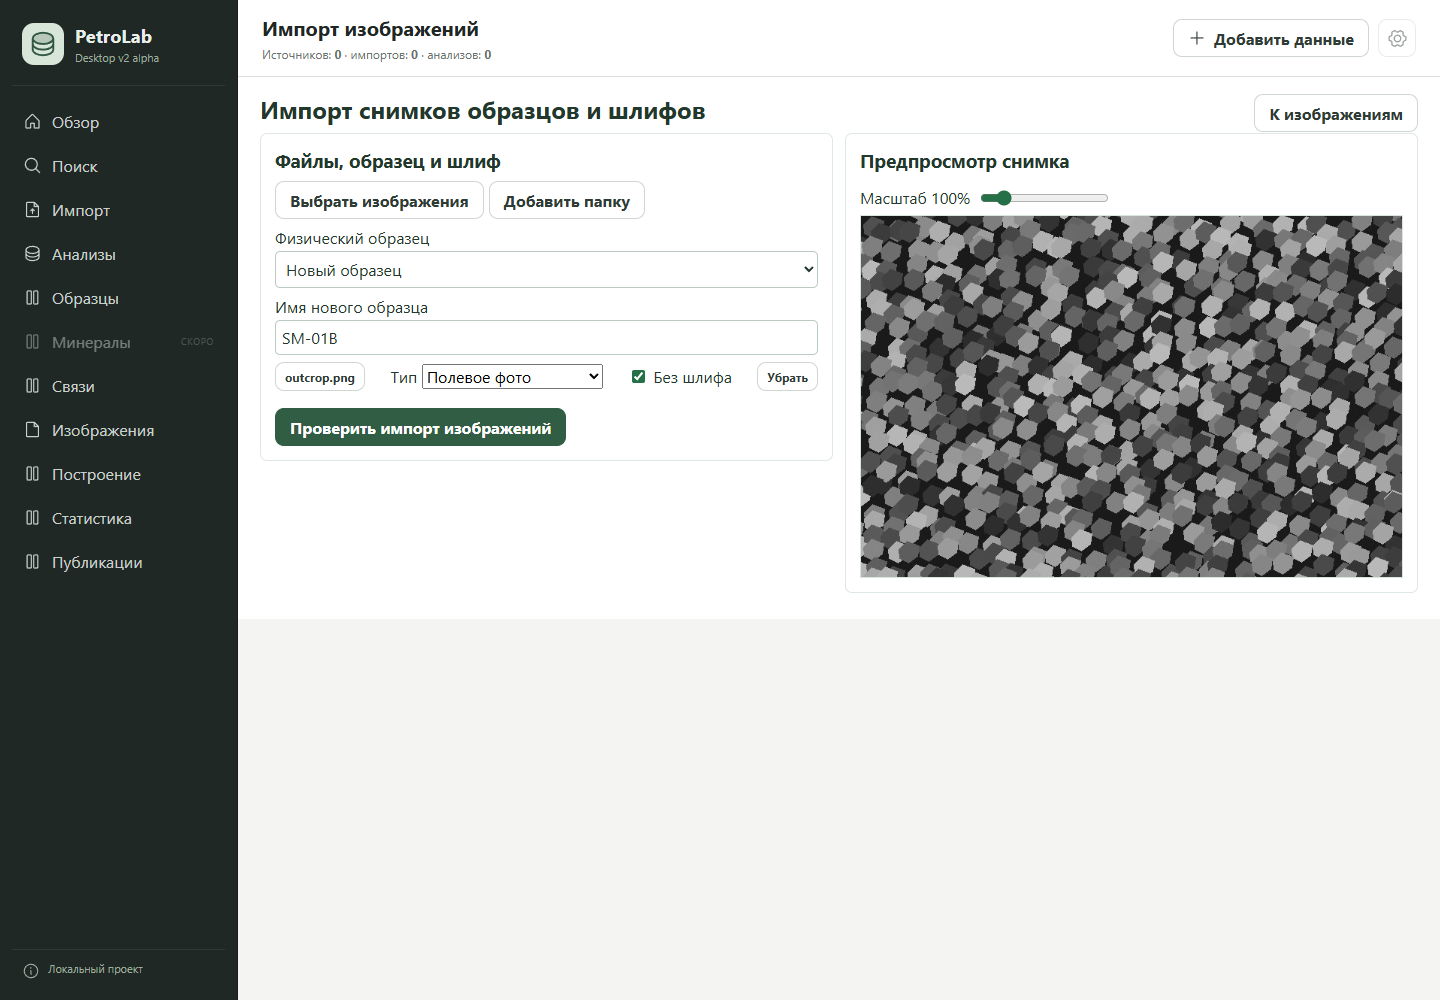 PetroLab
Desktop v2 alpha
Обзор
Поиск
Импорт
Анализы
Образцы
Минералы СКОРО
Связи
Изображения
Построение
Статистика
Публикации
Локальный проект
Импорт изображений
Источников: 0 · импортов: 0 · анализов: 0
Добавить данные
Импорт снимков образцов и шлифов
К изображениям
Файлы, образец и шлиф
Выбрать изображения Добавить папку
Физический образец
Новый образец
Имя нового образца
SM-01B
outcrop.png Тип Полевое фото Без шлифа Убрать
Проверить импорт изображений
Предпросмотр снимка
Масштаб 100%